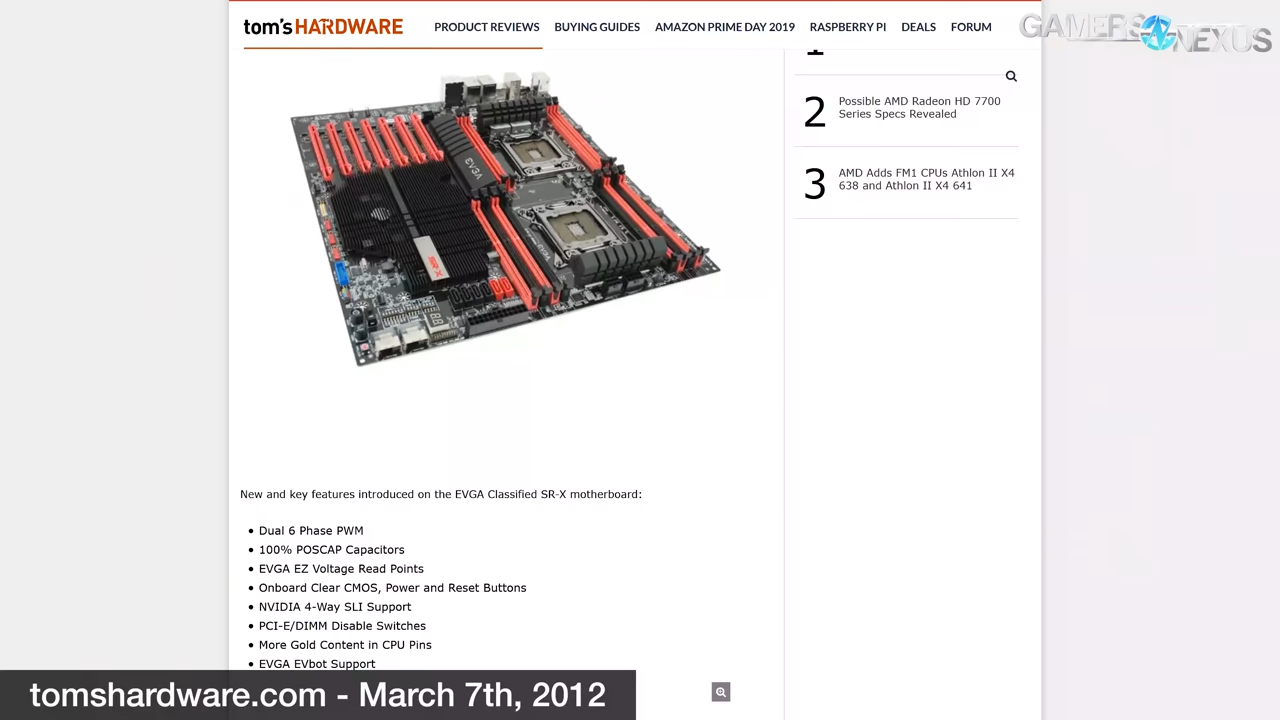 tom's HARDWARE
PRODUCT REVIEWS
BUYING GUIDES
AMAZON PRIME DAY 2019
RASPBERRY PI
DEALS
FORUM
GAMERS NEXUS
2
Possible AMD Radeon HD 7700
Series Specs Revealed
3
AMD Adds FM1 CPUs Athlon II X4
638 and Athlon II X4 641
EVGA
SR-X
New and key features introduced on the EVGA Classified SR-X motherboard:
• Dual 6 Phase PWM
• 100% POSCAP Capacitors
• EVGA EZ Voltage Read Points
• Onboard Clear CMOS, Power and Reset Buttons
• NVIDIA 4-Way SLI Support
• PCI-E/DIMM Disable Switches
• More Gold Content in CPU Pins
• EVGA EVbot Support
tomshardware.com - March 7th, 2012